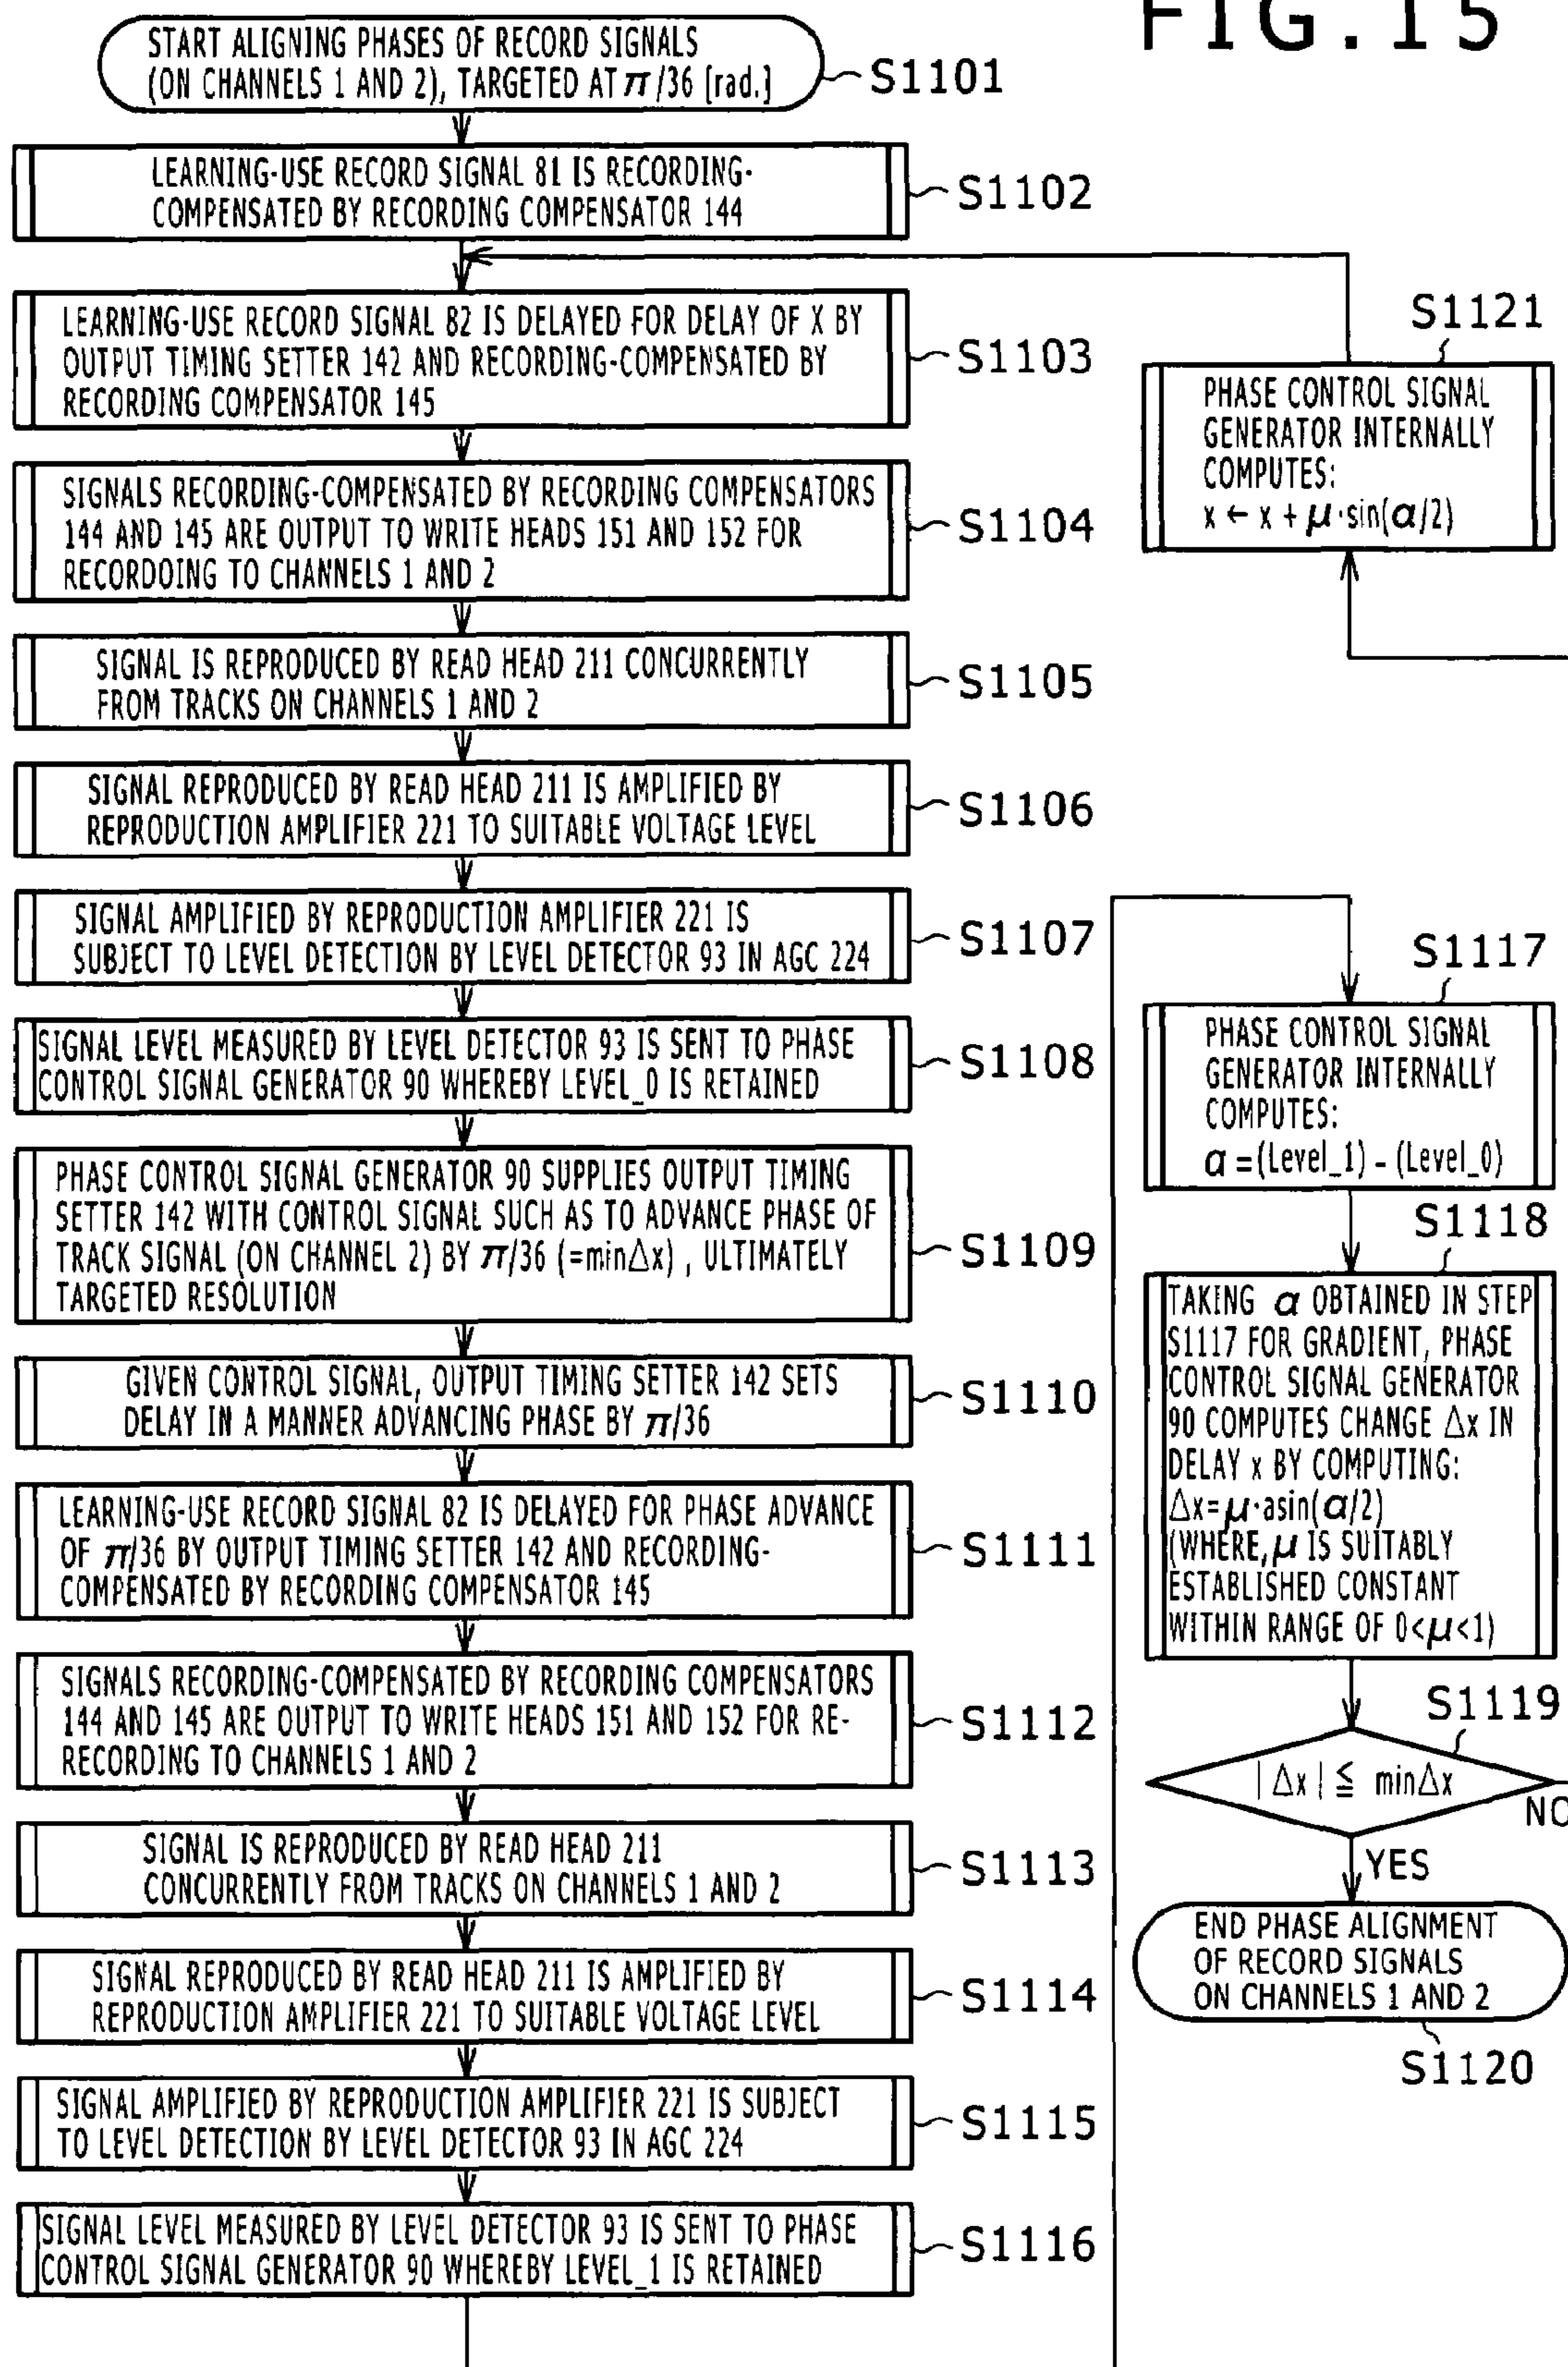 FIG.15
START ALIGNING PHASES OF RECORD SIGNALS
(ON CHANNELS 1 AND 2), TARGETED AT π/36 [rad.]
S1101
LEARNING-USE RECORD SIGNAL 81 IS RECORDING-
COMPENSATED BY RECORDING COMPENSATOR 144
S1102
LEARNING-USE RECORD SIGNAL 82 IS DELAYED FOR DELAY OF X BY
OUTPUT TIMING SETTER 142 AND RECORDING-COMPENSATED BY
RECORDING COMPENSATOR 145
S1103
SIGNALS RECORDING-COMPENSATED BY RECORDING COMPENSATORS
144 AND 145 ARE OUTPUT TO WRITE HEADS 151 AND 152 FOR
RECORDOING TO CHANNELS 1 AND 2
S1104
SIGNAL IS REPRODUCED BY READ HEAD 211 CONCURRENTLY
FROM TRACKS ON CHANNELS 1 AND 2
S1105
SIGNAL REPRODUCED BY READ HEAD 211 IS AMPLIFIED BY
REPRODUCTION AMPLIFIER 221 TO SUITABLE VOLTAGE LEVEL
S1106
SIGNAL AMPLIFIED BY REPRODUCTION AMPLIFIER 221 IS
SUBJECT TO LEVEL DETECTION BY LEVEL DETECTOR 93 IN AGC 224
S1107
SIGNAL LEVEL MEASURED BY LEVEL DETECTOR 93 IS SENT TO PHASE
CONTROL SIGNAL GENERATOR 90 WHEREBY LEVEL_0 IS RETAINED
S1108
PHASE CONTROL SIGNAL GENERATOR 90 SUPPLIES OUTPUT TIMING
SETTER 142 WITH CONTROL SIGNAL SUCH AS TO ADVANCE PHASE OF
TRACK SIGNAL (ON CHANNEL 2) BY π/36 (=minΔx) , ULTIMATELY
TARGETED RESOLUTION
S1109
GIVEN CONTROL SIGNAL, OUTPUT TIMING SETTER 142 SETS
DELAY IN A MANNER ADVANCING PHASE BY π/36
S1110
LEARNING-USE RECORD SIGNAL 82 IS DELAYED FOR PHASE ADVANCE
OF π/36 BY OUTPUT TIMING SETTER 142 AND RECORDING-
COMPENSATED BY RECORDING COMPENSATOR 145
S1111
SIGNALS RECORDING-COMPENSATED BY RECORDING COMPENSATORS
144 AND 145 ARE OUTPUT TO WRITE HEADS 151 AND 152 FOR RE-
RECORDING TO CHANNELS 1 AND 2
S1112
SIGNAL IS REPRODUCED BY READ HEAD 211
CONCURRENTLY FROM TRACKS ON CHANNELS 1 AND 2
S1113
SIGNAL REPRODUCED BY READ HEAD 211 IS AMPLIFIED BY
REPRODUCTION AMPLIFIER 221 TO SUITABLE VOLTAGE LEVEL
S1114
SIGNAL AMPLIFIED BY REPRODUCTION AMPLIFIER 221 IS SUBJECT
TO LEVEL DETECTION BY LEVEL DETECTOR 93 IN AGC 224
S1115
SIGNAL LEVEL MEASURED BY LEVEL DETECTOR 93 IS SENT TO PHASE
CONTROL SIGNAL GENERATOR 90 WHEREBY LEVEL_1 IS RETAINED
S1116
S1121
PHASE CONTROL SIGNAL
GENERATOR INTERNALLY
COMPUTES:
x ← x + μ·sin(α/2)
S1117
PHASE CONTROL SIGNAL
GENERATOR INTERNALLY
COMPUTES:
α = (Level_1) - (Level_0)
S1118
TAKING α OBTAINED IN STEP
S1117 FOR GRADIENT, PHASE
CONTROL SIGNAL GENERATOR
90 COMPUTES CHANGE Δx IN
DELAY x BY COMPUTING:
Δx=μ·asin(α/2)
(WHERE, μ IS SUITABLY
ESTABLISHED CONSTANT
WITHIN RANGE OF 0<μ<1)
S1119
|Δx| ≦ minΔx
NO
YES
END PHASE ALIGNMENT
OF RECORD SIGNALS
ON CHANNELS 1 AND 2
S1120